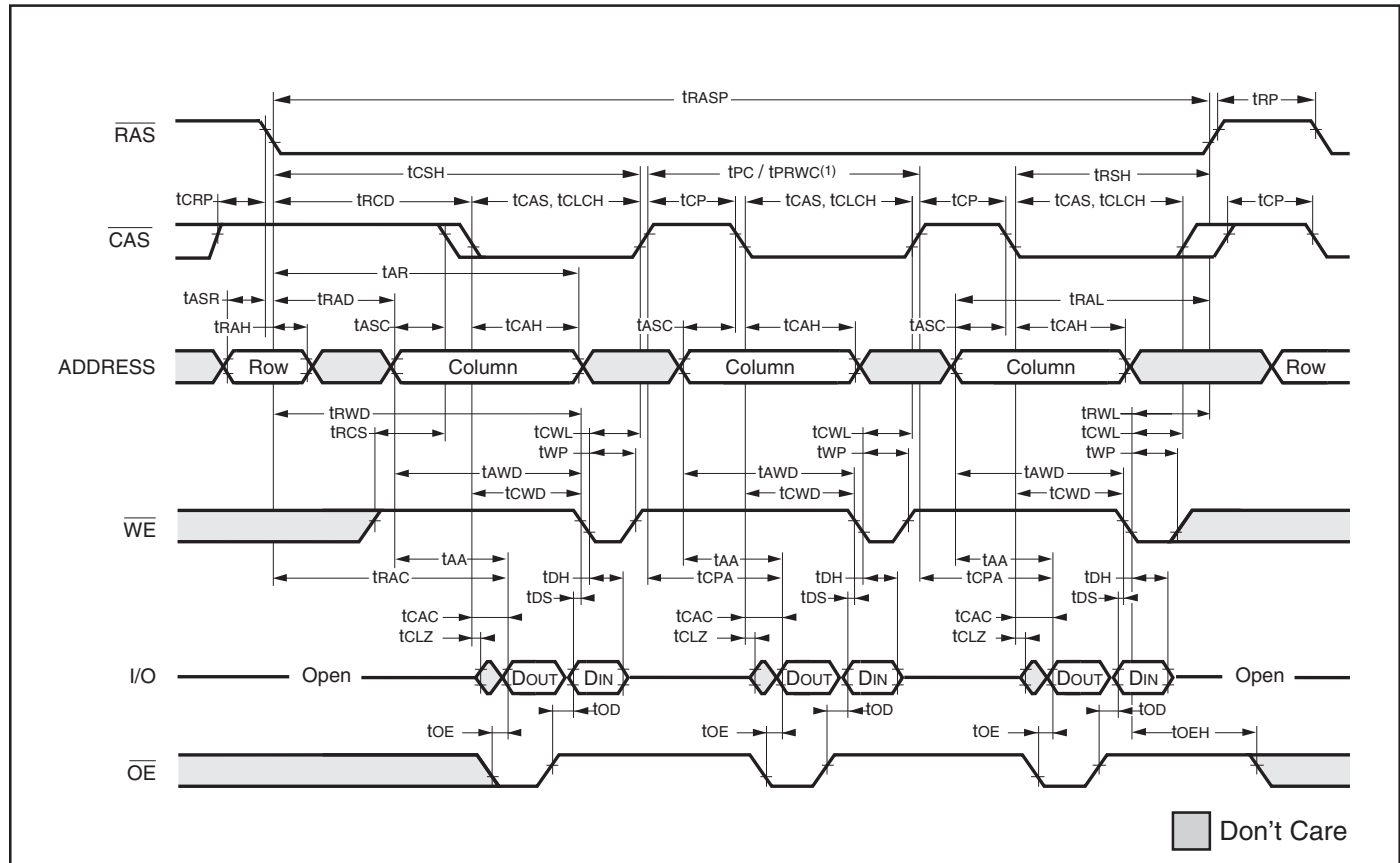 tRASP
tRP
RAS
tCSH
tPC / tPRWC(1)
tRSH
tCRP
tRCD
tCAS, tCLCH
tCP
tCAS, tCLCH
tCP
tCAS, tCLCH
tCP
CAS
tAR
tASR
tRAD
tRAL
tRAH
tASC
tCAH
tASC
tCAH
tASC
tCAH
ADDRESS
Row
Column
Column
Column
Row
tRWD
tRWL
tRCS
tCWL
tCWL
tCWL
tWP
tWP
tWP
tAWD
tAWD
tAWD
tCWD
tCWD
tCWD
WE
tAA
tAA
tAA
tRAC
tDH
tCPA
tDH
tCPA
tDH
tDS
tDS
tDS
tCAC
tCAC
tCAC
tCLZ
tCLZ
tCLZ
I/O
Open
DOUT
DIN
DOUT
DIN
DOUT
DIN
Open
tOD
tOD
tOD
tOE
tOE
tOE
tOEH
OE
Don't Care